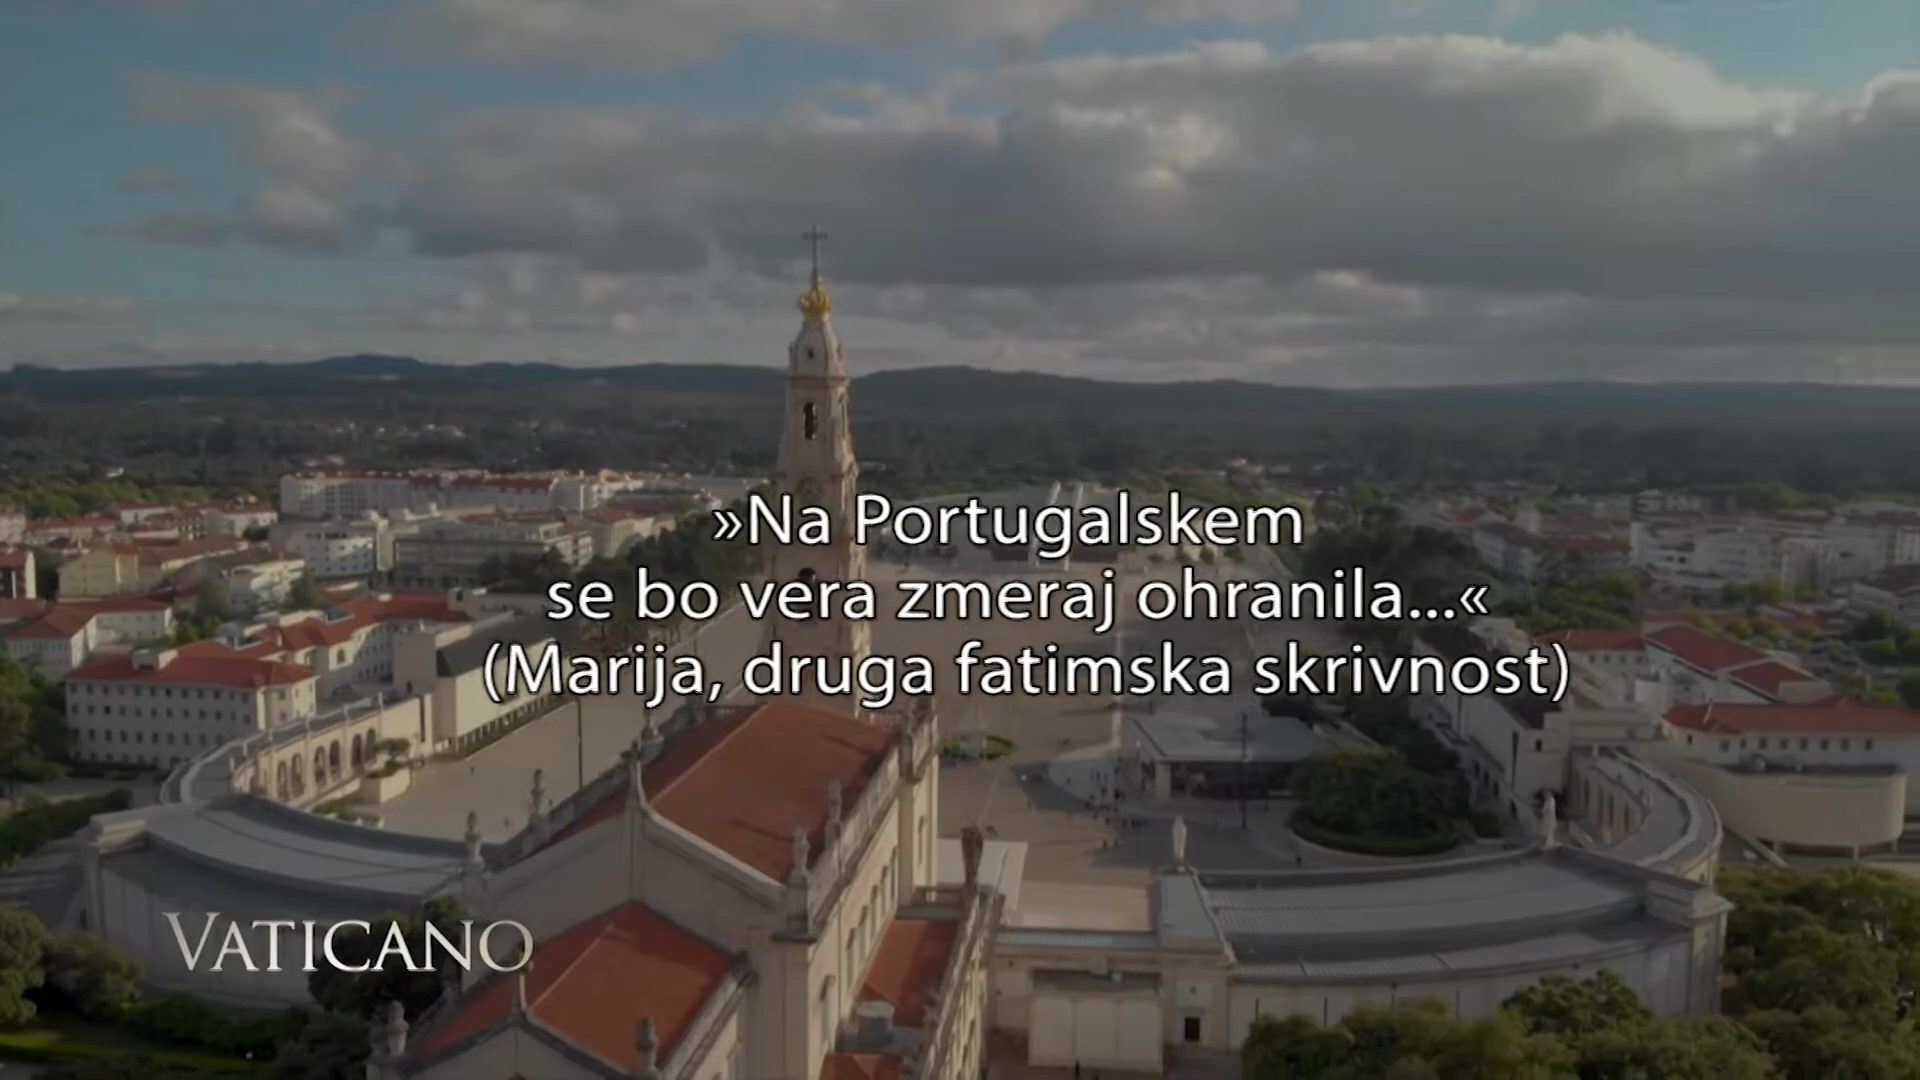 »Na Portugalskem
se bo vera zmeraj ohranila...«
(Marija, druga fatimska skrivnost)
VATICANO